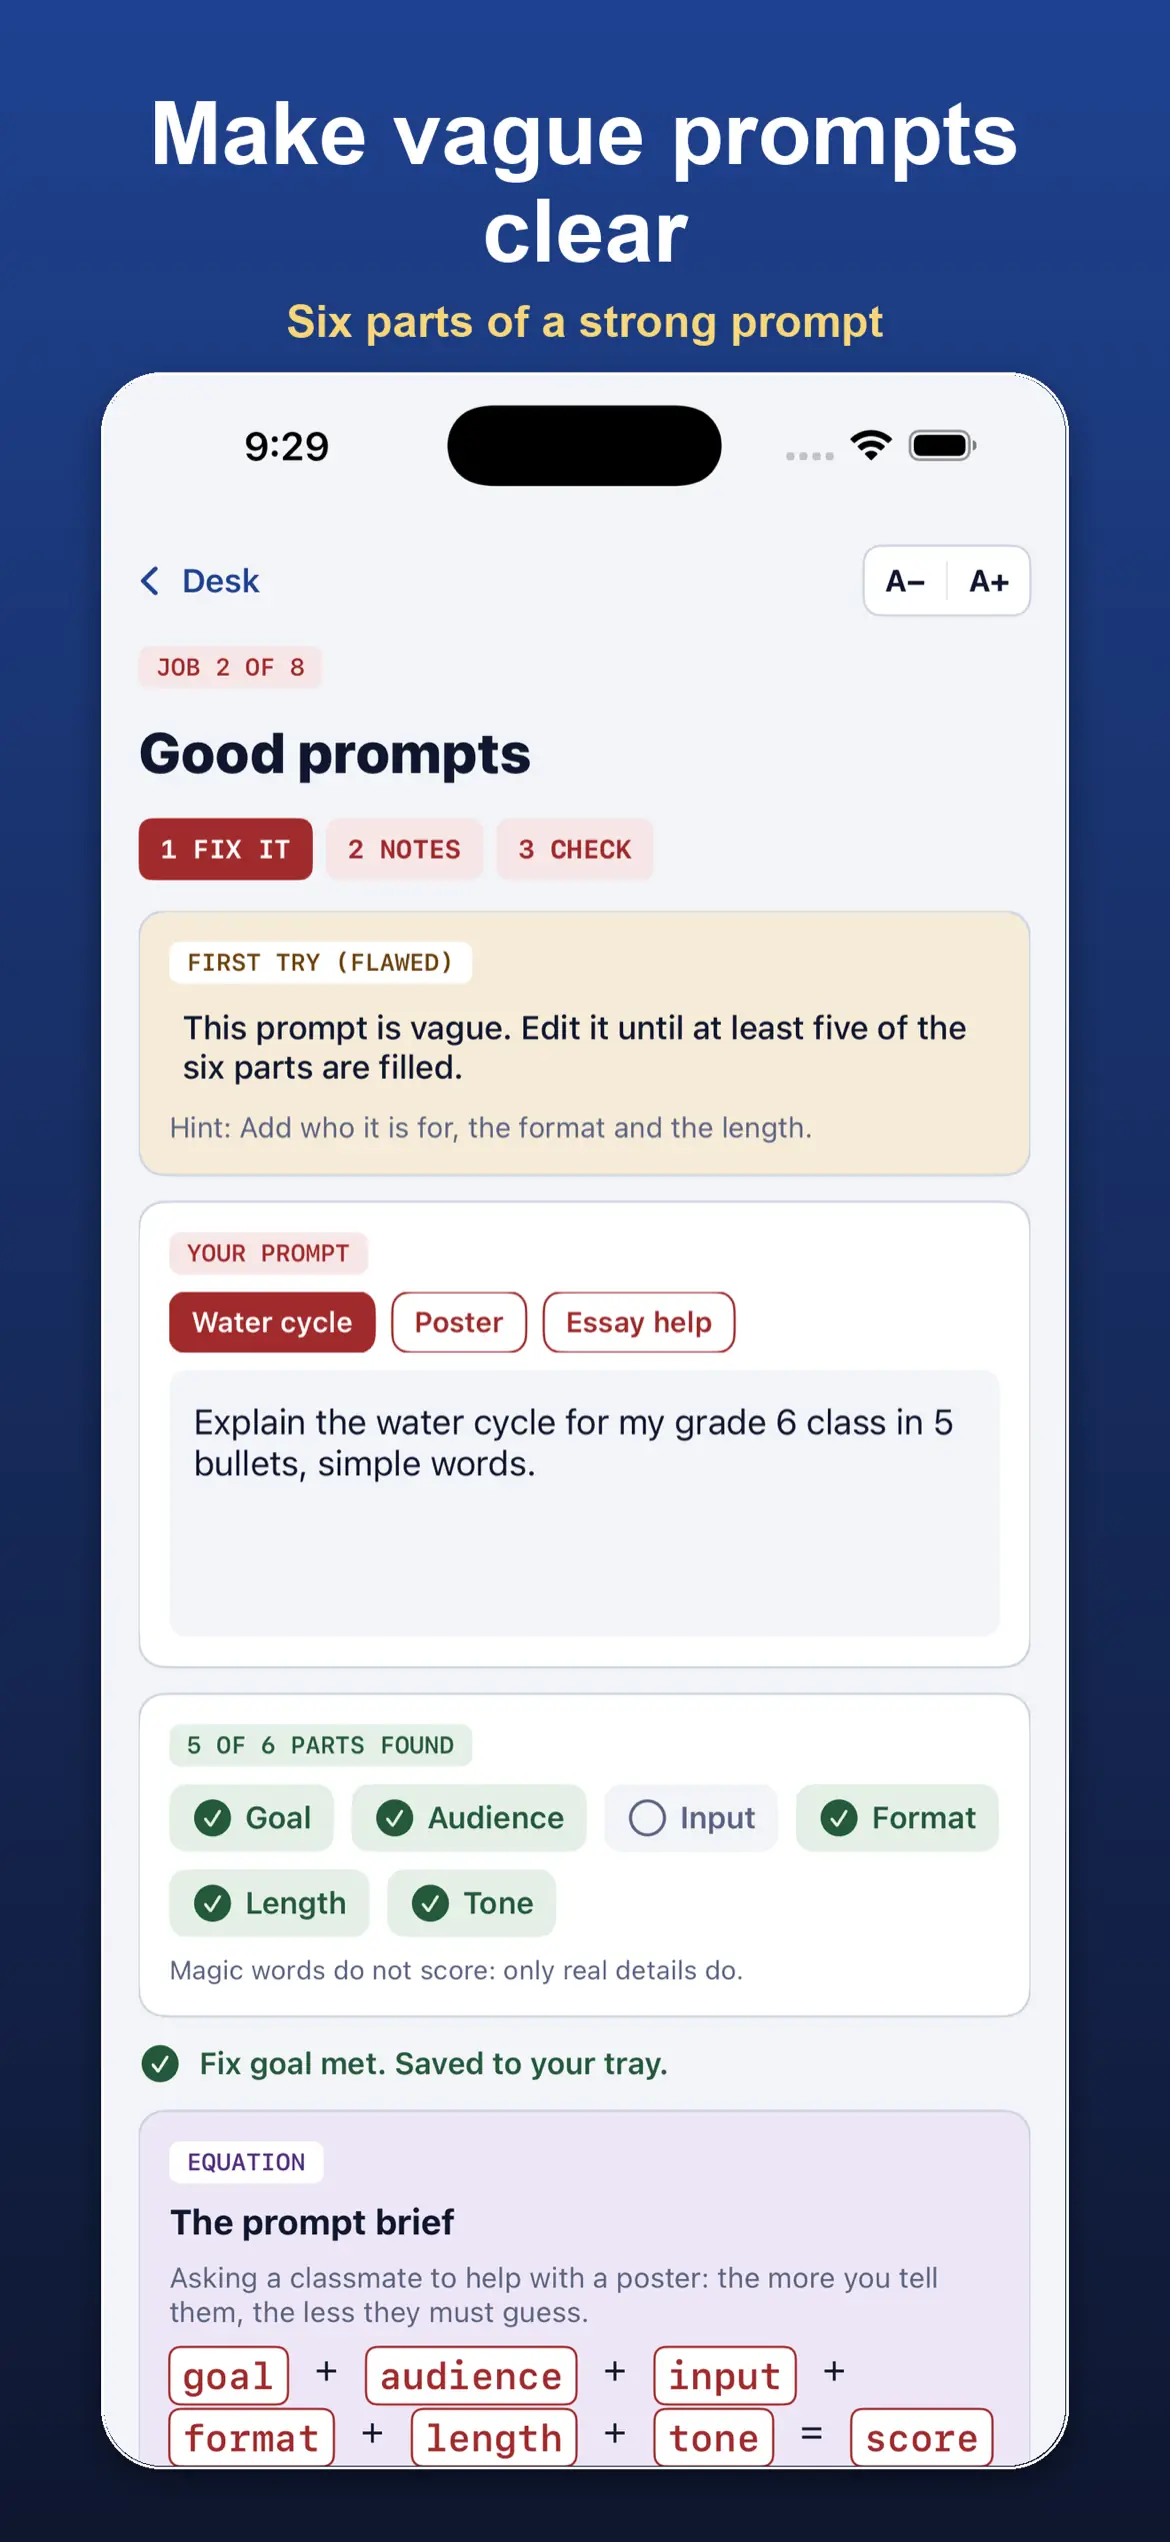 Make vague prompts
clear
Six parts of a strong prompt
9:29
Desk
A− A+
JOB 2 OF 8
Good prompts
1 FIX IT 2 NOTES 3 CHECK
FIRST TRY (FLAWED)
This prompt is vague. Edit it until at least five of the
six parts are filled.
Hint: Add who it is for, the format and the length.
YOUR PROMPT
Water cycle Poster Essay help
Explain the water cycle for my grade 6 class in 5
bullets, simple words.
5 OF 6 PARTS FOUND
Goal Audience Input Format
Length Tone
Magic words do not score: only real details do.
Fix goal met. Saved to your tray.
EQUATION
The prompt brief
Asking a classmate to help with a poster: the more you tell
them, the less they must guess.
goal + audience + input +
format + length + tone = score